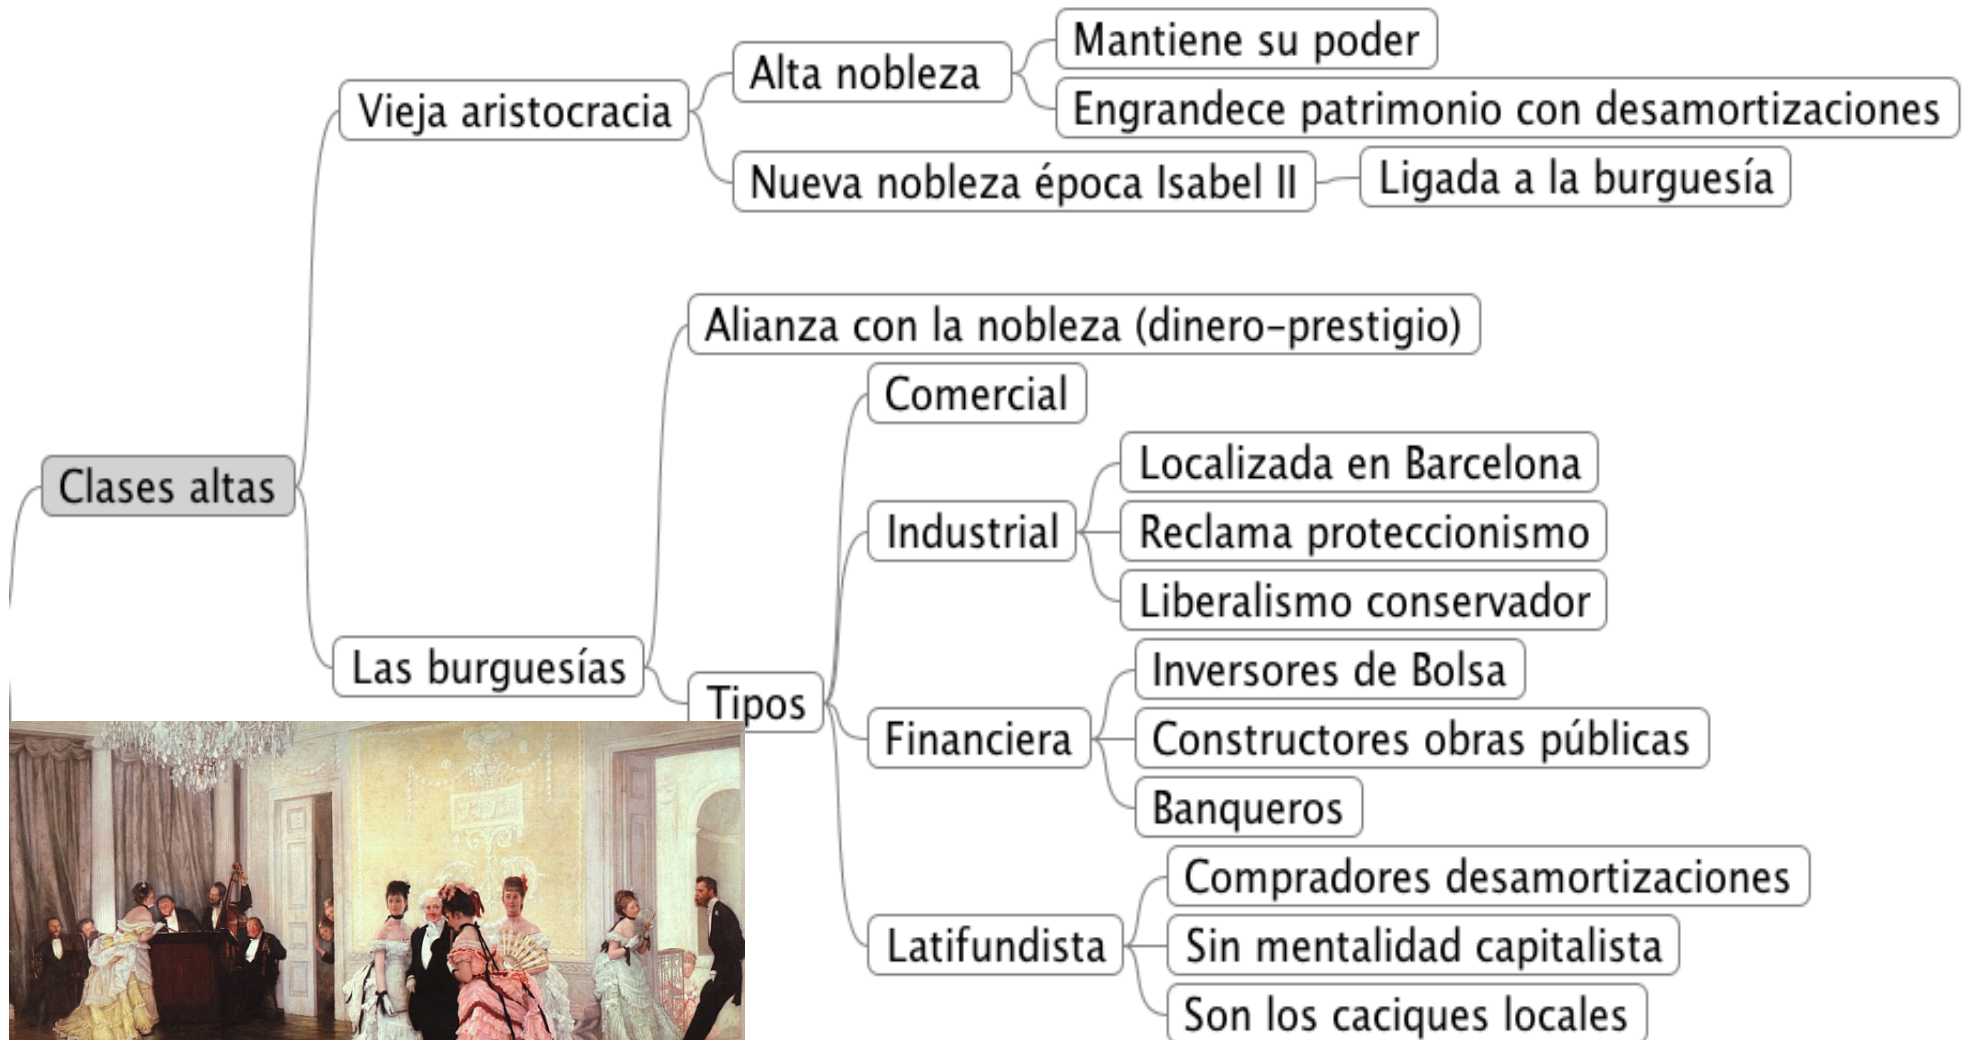 Clases altas
Vieja aristocracia
Alta nobleza
Mantiene su poder
Engrandece patrimonio con desamortizaciones
Nueva nobleza época Isabel II
Ligada a la burguesía
Las burguesías
Alianza con la nobleza (dinero-prestigio)
Tipos
Comercial
Industrial
Localizada en Barcelona
Reclama proteccionismo
Liberalismo conservador
Financiera
Inversores de Bolsa
Constructores obras públicas
Banqueros
Latifundista
Compradores desamortizaciones
Sin mentalidad capitalista
Son los caciques locales